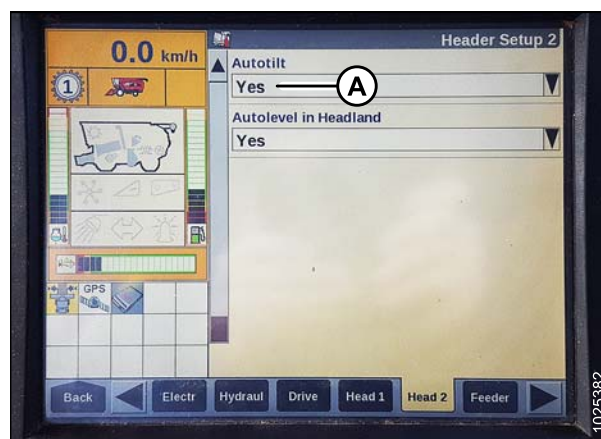 0.0 km/h
Header Setup 2
1
Autotilt
Yes
A
Autolevel in Headland
Yes
GPS
Back
Electr
Hydraul
Drive
Head 1
Head 2
Feeder
1025382